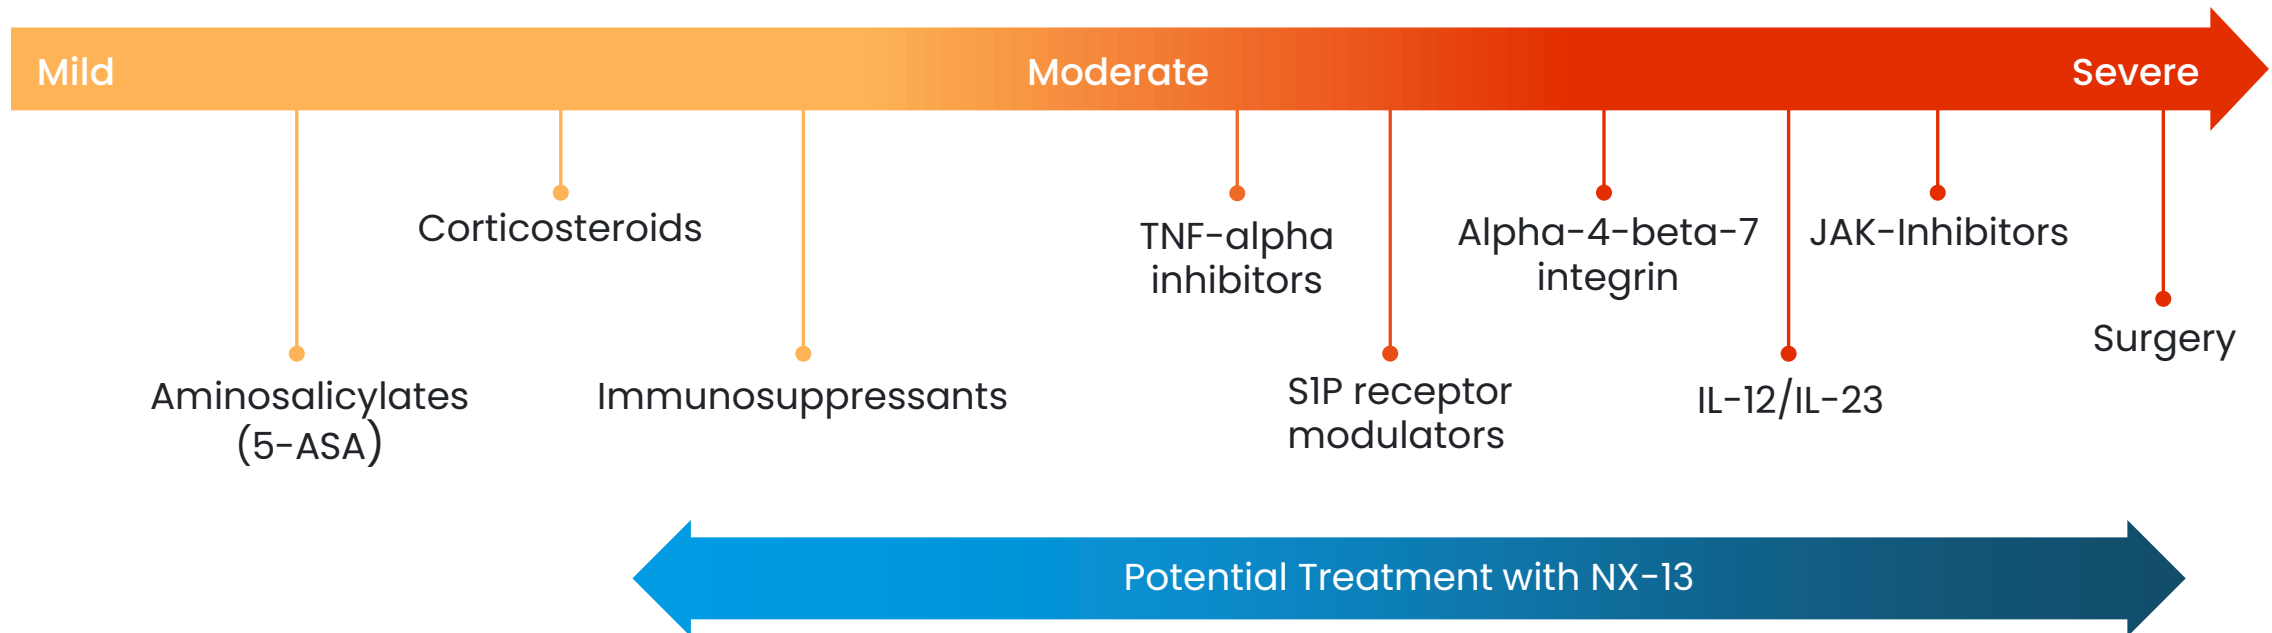 Mild
Moderate
Severe
Corticosteroids
TNF-alpha
inhibitors
Alpha-4-beta-7
integrin
JAK-Inhibitors
Surgery
Aminosalicylates
(5-ASA)
Immunosuppressants
S1P receptor
modulators
IL-12/IL-23
Potential Treatment with NX-13